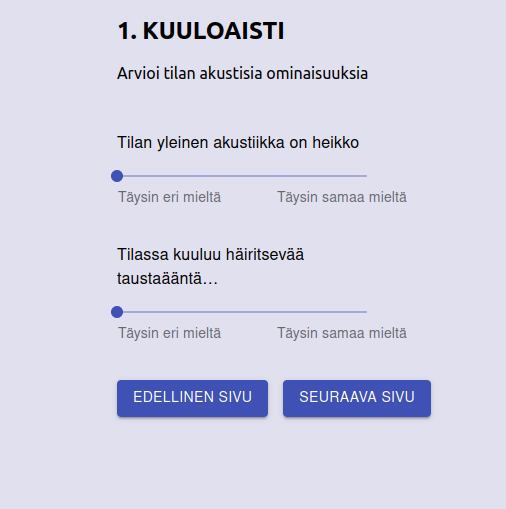 1. KUULOAISTI
Arvioi tilan akustisia ominaisuuksia
Tilan yleinen akustiikka on heikko
Täysin eri mieltä Täysin samaa mieltä
Tilassa kuuluu häiritsevää
taustaääntä...
Täysin eri mieltä Täysin samaa mieltä
EDELLINEN SIVU SEURAAVA SIVU